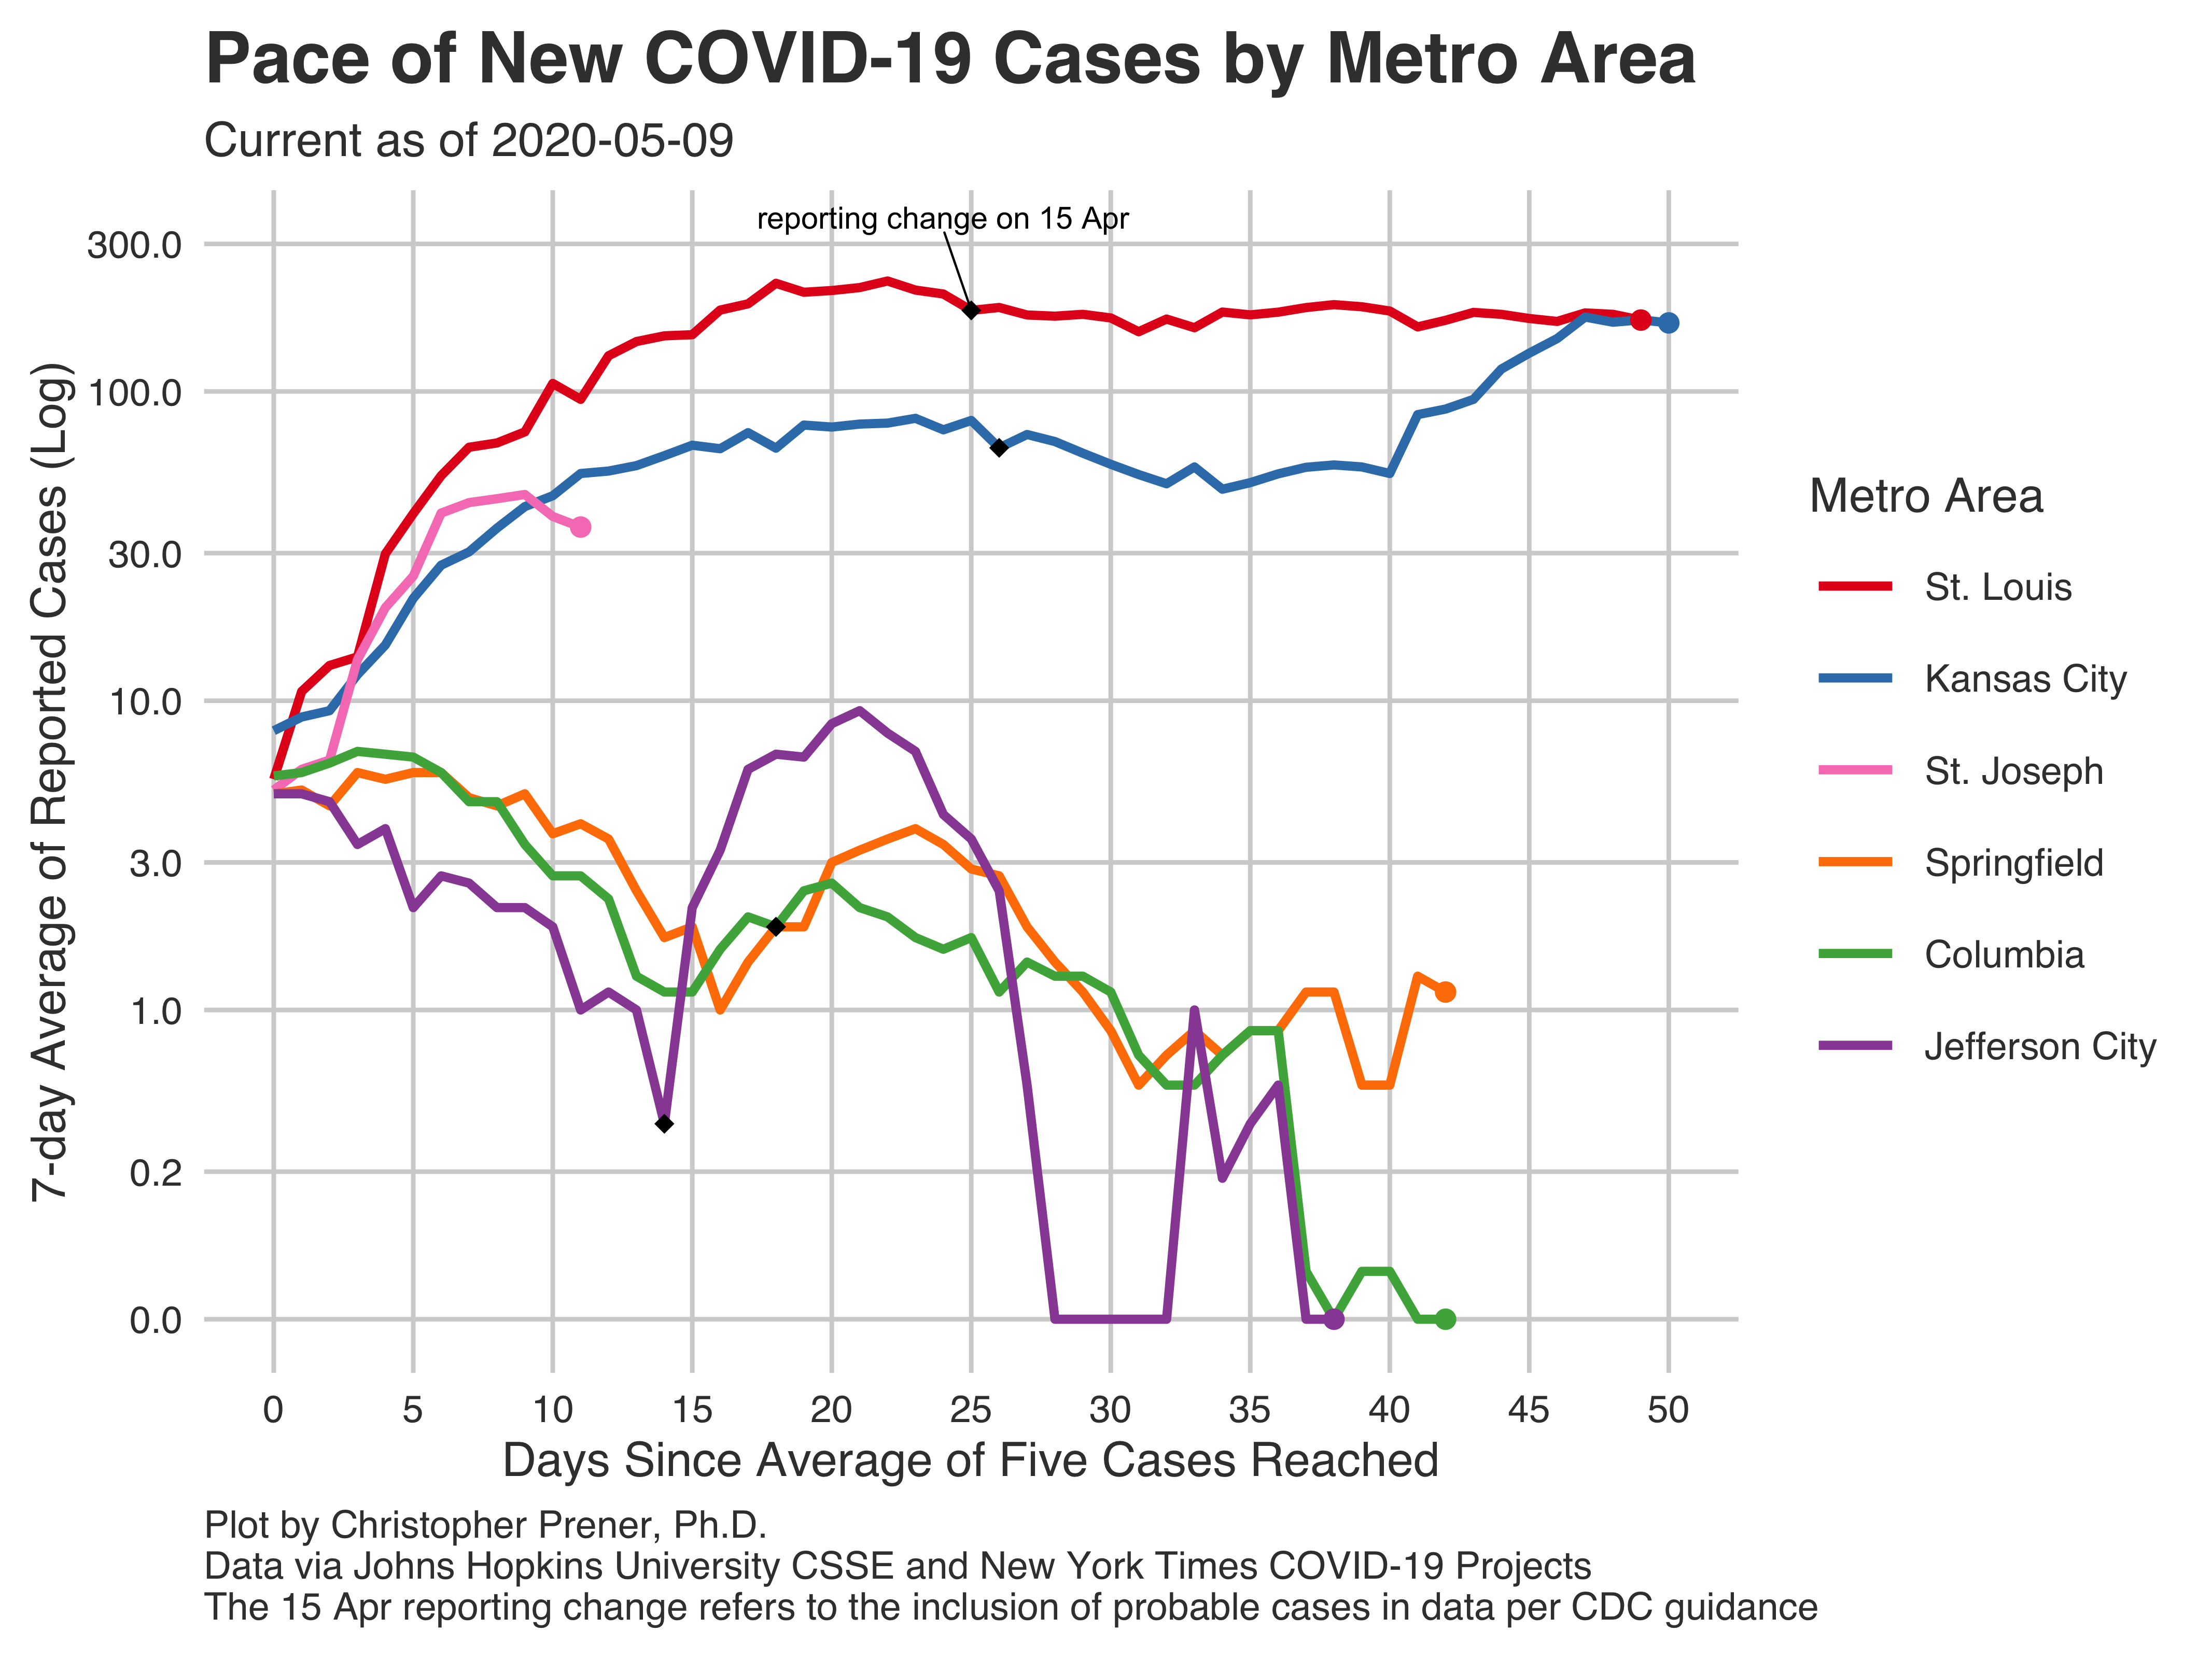 Pace of New COVID-19 Cases by Metro Area
Current as of 2020-05-09
reporting change on 15 Apr
300.0
100.0
30.0
10.0
3.0
1.0
0.2
0.0
7-day Average of Reported Cases (Log)
0 5 10 15 20 25 30 35 40 45 50
Days Since Average of Five Cases Reached
Metro Area
St. Louis
Kansas City
St. Joseph
Springfield
Columbia
Jefferson City
Plot by Christopher Prener, Ph.D.
Data via Johns Hopkins University CSSE and New York Times COVID-19 Projects
The 15 Apr reporting change refers to the inclusion of probable cases in data per CDC guidance